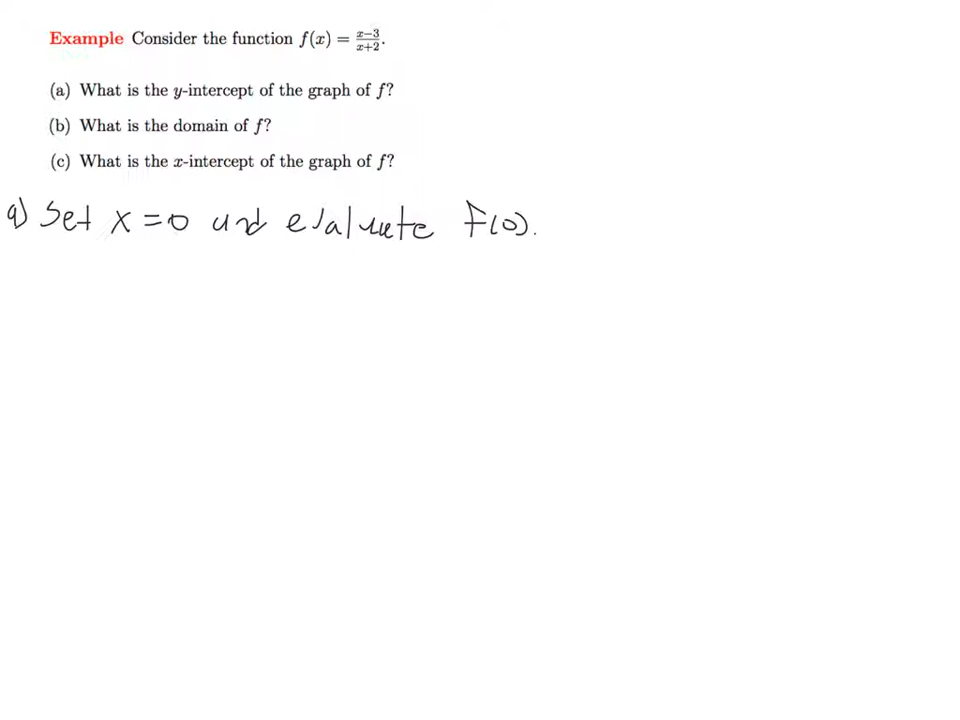 Example Consider the function f(x) = \frac{x-3}{x+2}.
(a) What is the y-intercept of the graph of f?
(b) What is the domain of f?
(c) What is the x-intercept of the graph of f?
a) Set x = 0 and evaluate f(0).